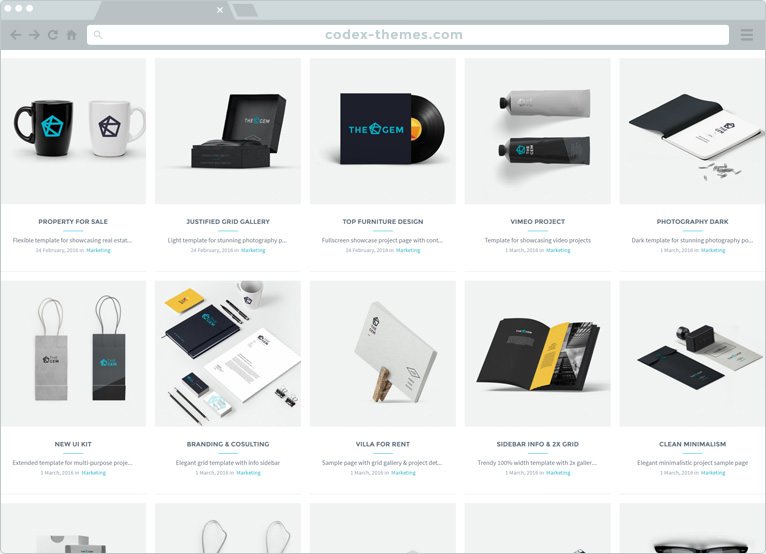 codex-themes.com
THE GEM
THE GEM
THE GEM
PROPERTY FOR SALE
Flexible template for showcasing real estat...
24 February, 2016 in Marketing
JUSTIFIED GRID GALLERY
Light template for stunning photography p...
24 February, 2016 in Marketing
TOP FURNITURE DESIGN
Fullscreen showcase project page with cont...
24 February, 2016 in Marketing
VIMEO PROJECT
Template for showcasing video projects
1 March, 2016 in Marketing
PHOTOGRAPHY DARK
Dark template for stunning photography po...
1 March, 2016 in Marketing
THE GEM
THE GEM
THE GEM
NEW UI KIT
Extended template for multi-purpose proje...
1 March, 2016 in Marketing
BRANDING & COSULTING
Elegant grid template with info sidebar
1 March, 2016 in Marketing
VILLA FOR RENT
Sample page with grid gallery & project det...
1 March, 2016 in Marketing
SIDEBAR INFO & 2X GRID
Trendy 100% width template with 2x galler...
1 March, 2016 in Marketing
CLEAN MINIMALISM
Elegant minimalistic project sample page
1 March, 2016 in Marketing